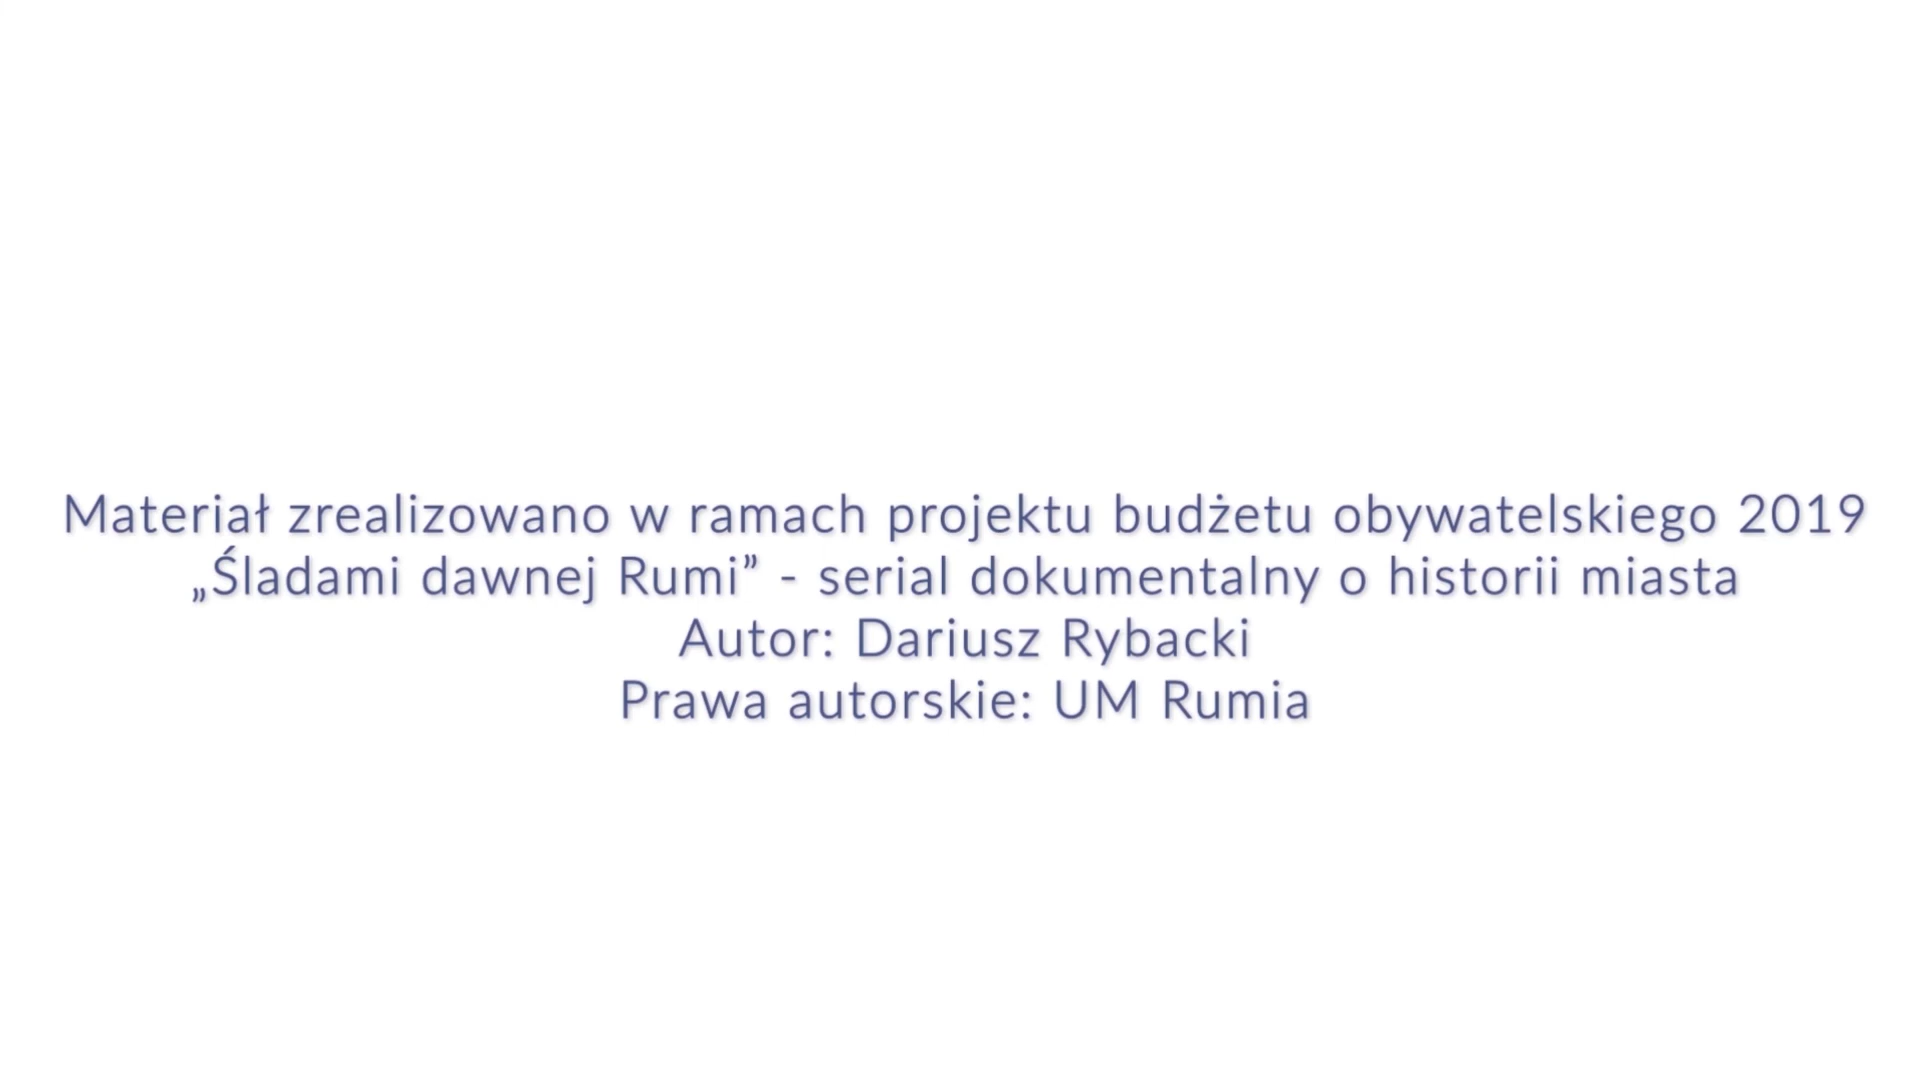 Materiał zrealizowano w ramach projektu budżetu obywatelskiego 2019
„Śladami dawnej Rumi” - serial dokumentalny o historii miasta
Autor: Dariusz Rybacki
Prawa autorskie: UM Rumia